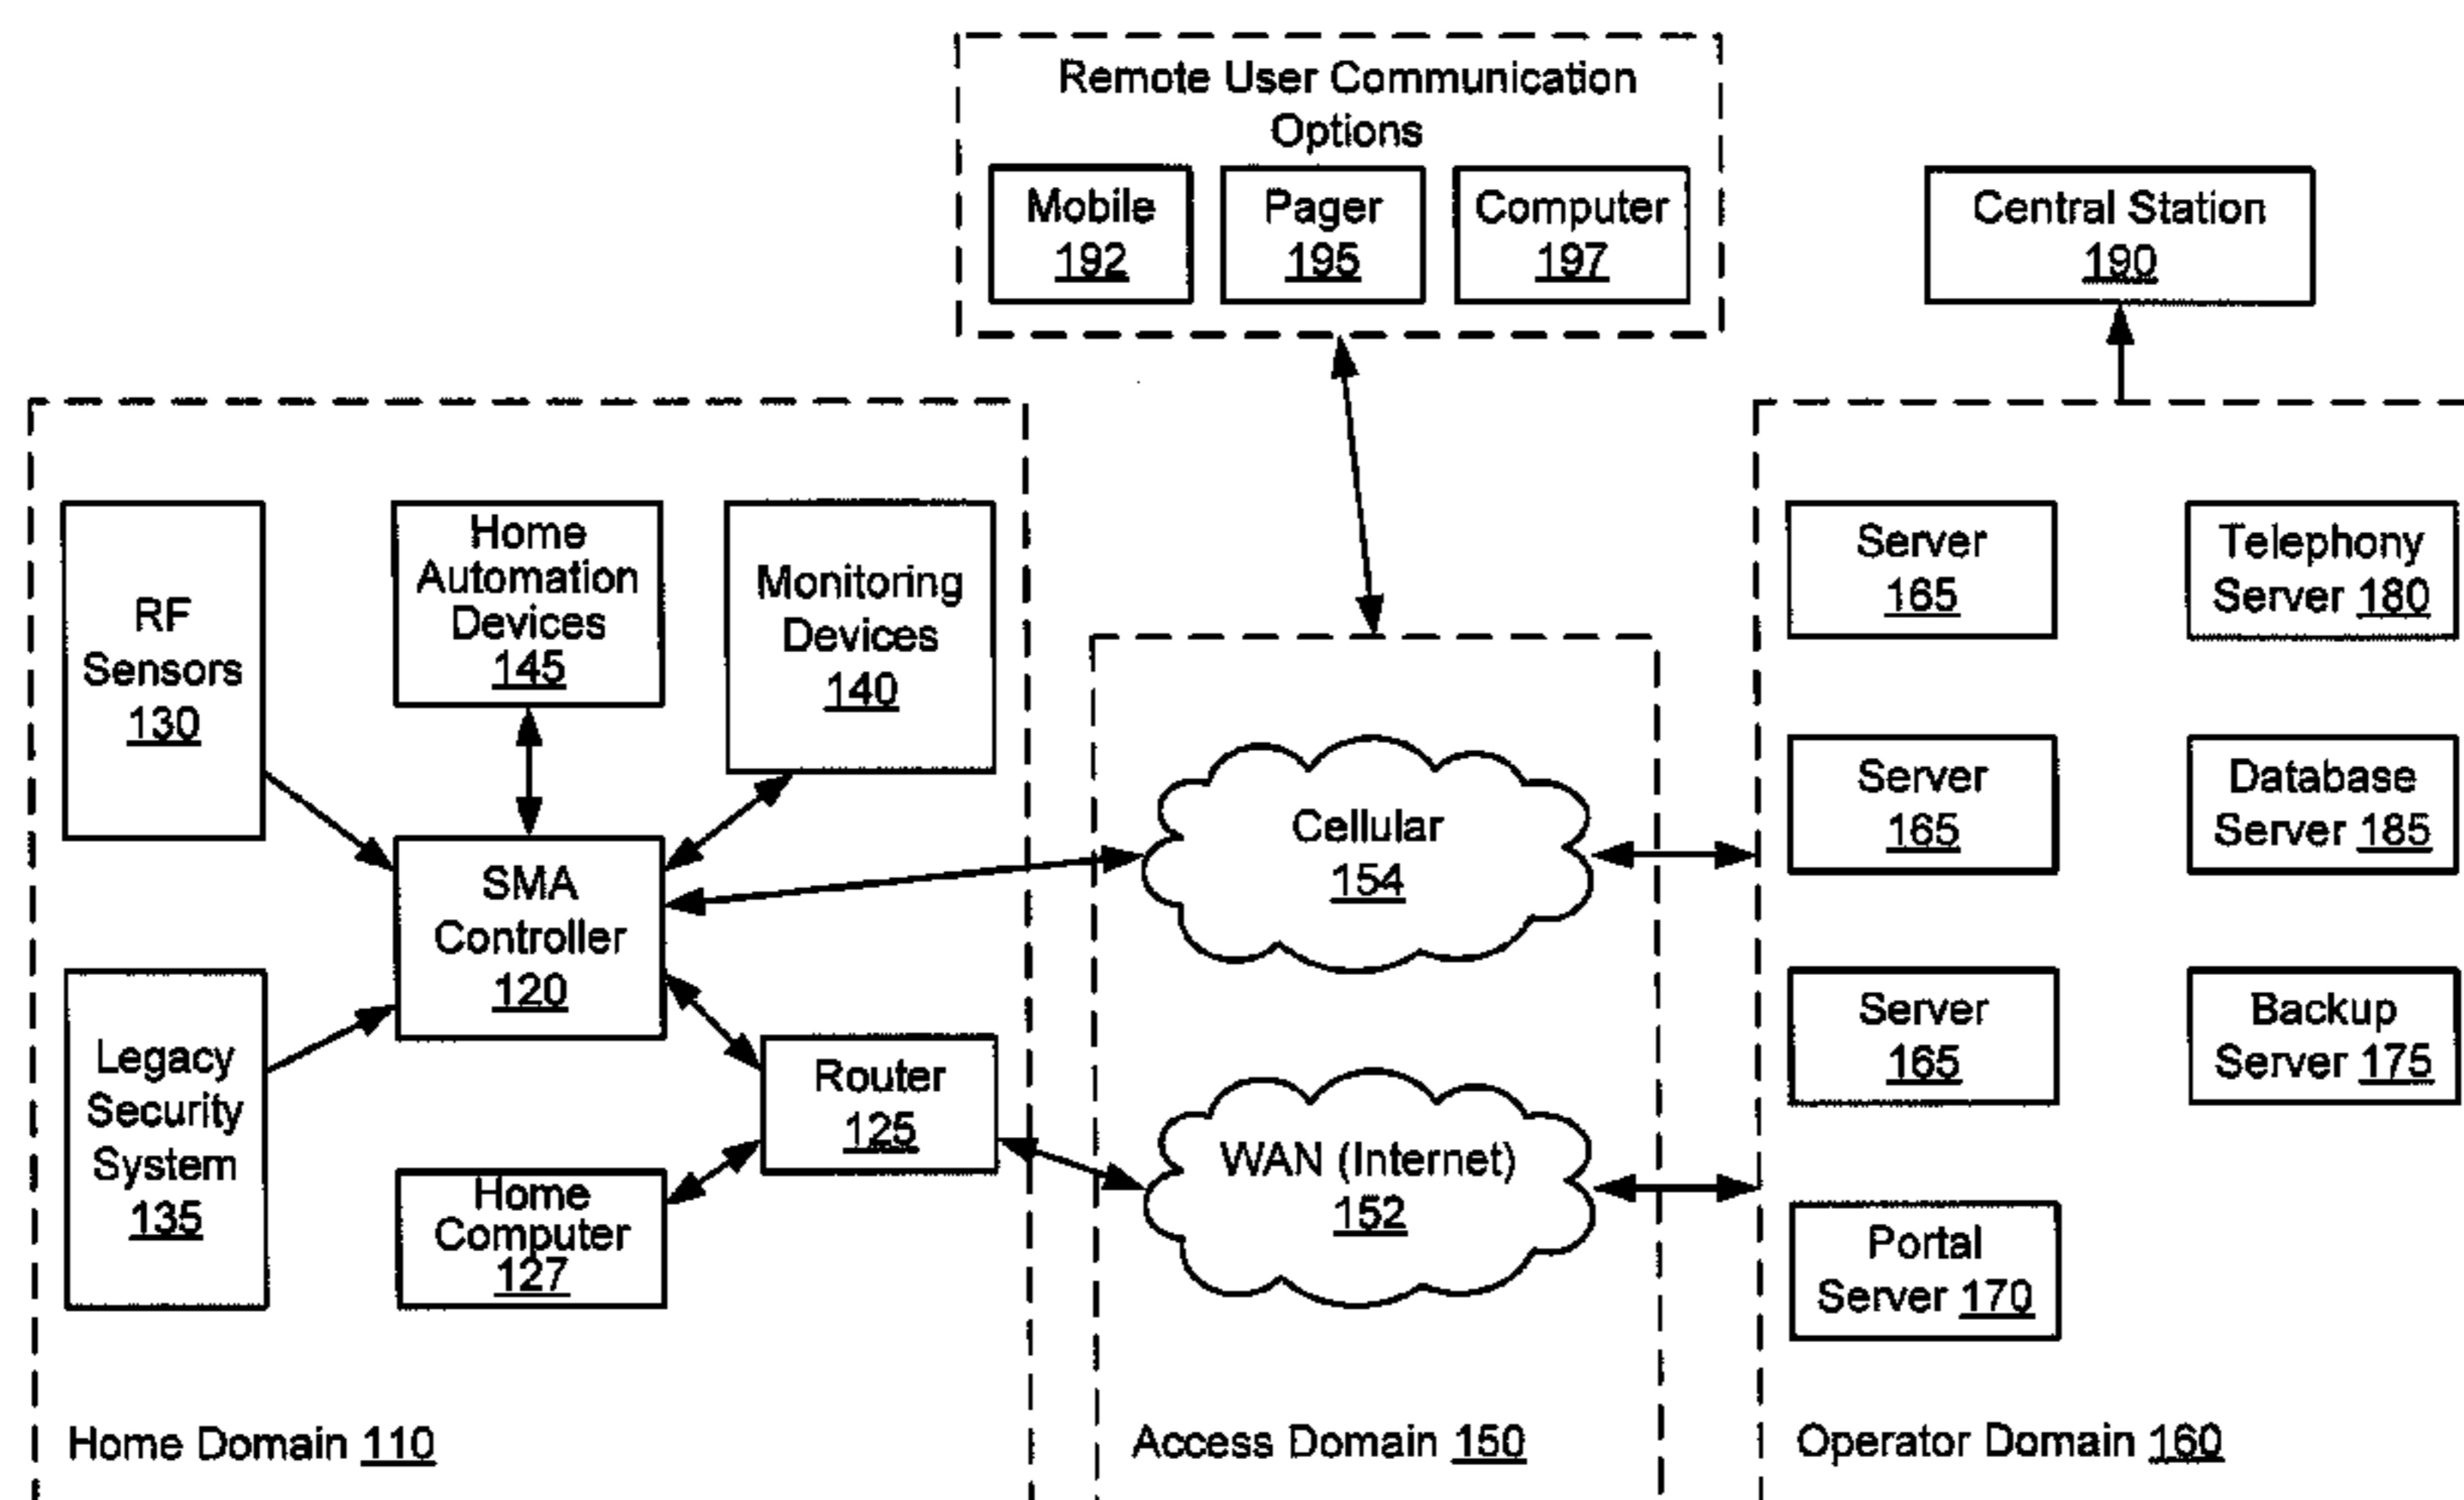 Remote User Communication
Options
Mobile
192
Pager
195
Computer
197
Central Station
190
RF
Sensors
130
Home
Automation
Devices
145
Monitoring
Devices
140
SMA
Controller
120
Legacy
Security
System
135
Router
125
Home
Computer
127
Home Domain 110
Cellular
154
WAN (Internet)
152
Access Domain 150
Server
165
Telephony
Server 180
Server
165
Database
Server 185
Server
165
Backup
Server 175
Portal
Server 170
Operator Domain 160